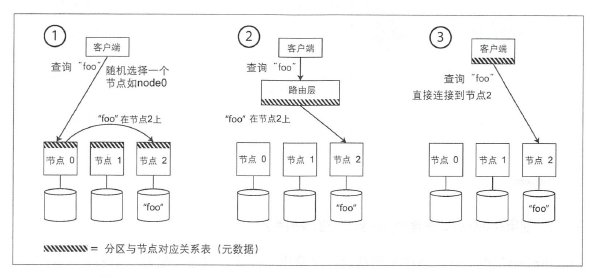 1
客户端
查询 "foo"
随机选择一个
节点如node0
"foo" 在节点2上
节点 0
节点 1
节点 2
"foo"
2
客户端
查询 "foo"
路由层
"foo" 在节点2上
节点 0
节点 1
节点 2
"foo"
3
客户端
查询 "foo"
直接连接到节点2
节点 0
节点 1
节点 2
"foo"
= 分区与节点对应关系表（元数据）